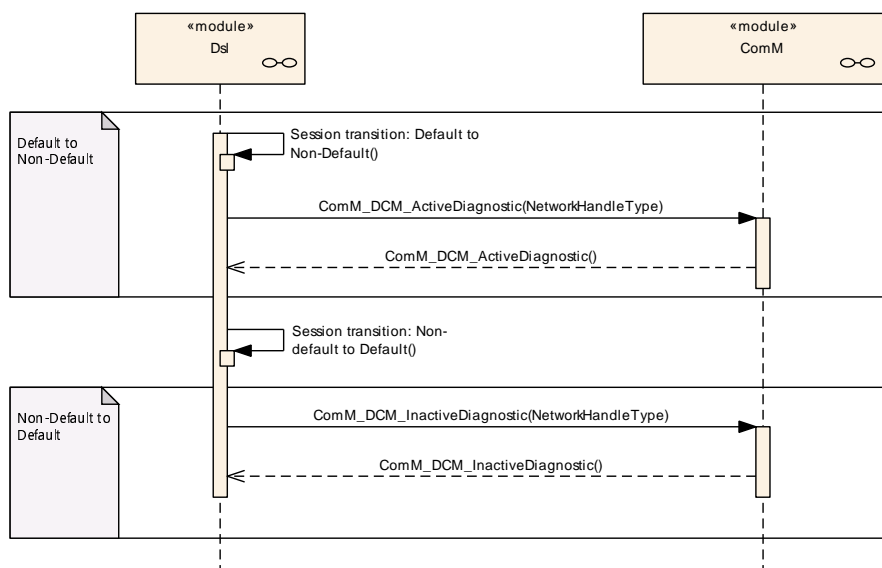 «module»
Dsl
«module»
ComM
Default to
Non-Default
Session transition: Default to
Non-Default()
ComM_DCM_ActiveDiagnostic(NetworkHandleType)
ComM_DCM_ActiveDiagnostic()
Session transition: Non-
default to Default()
Non-Default to
Default
ComM_DCM_InactiveDiagnostic(NetworkHandleType)
ComM_DCM_InactiveDiagnostic()